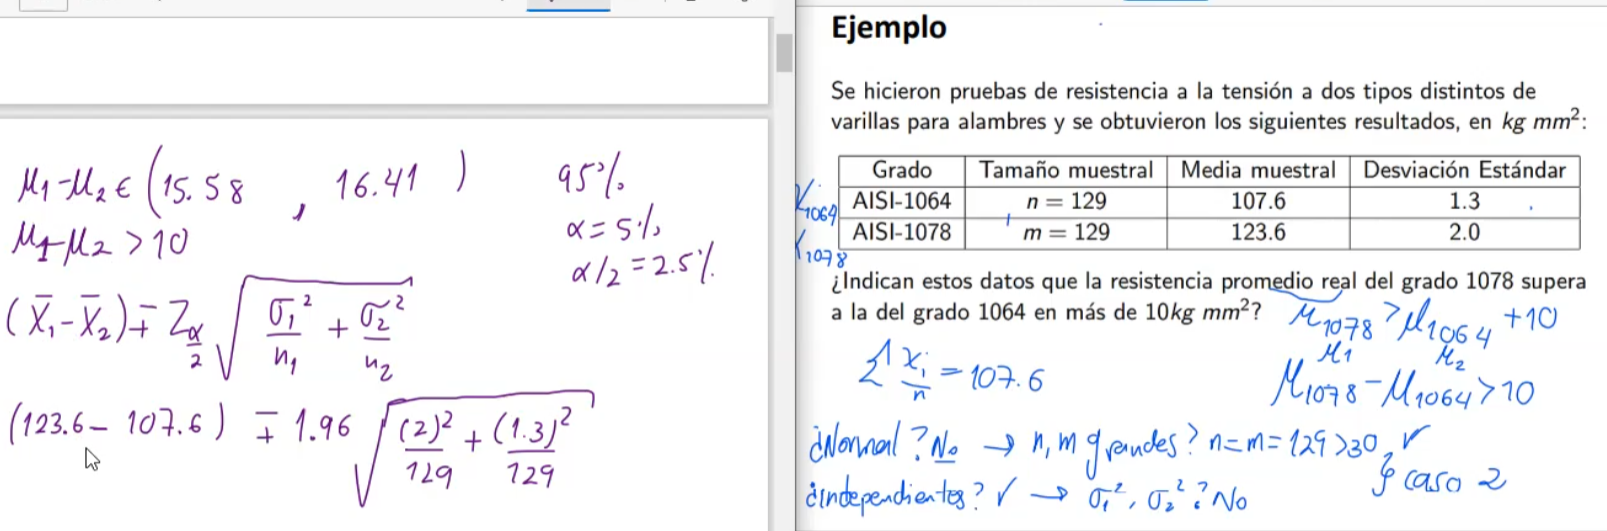 μ₁-μ₂ ∈ (15.58 , 16.41) 95%
α = 5%
μ₁-μ₂ > 10
α/2 = 2.5%
(X̄₁-X̄₂) ∓ Z α/2 √ σ₁²/n₁ + σ₂²/n₂
(123.6 - 107.6) ∓ 1.96 √ (2)²/129 + (1.3)²/129
Ejemplo
Se hicieron pruebas de resistencia a la tensión a dos tipos distintos de
varillas para alambres y se obtuvieron los siguientes resultados, en kg mm²:
Grado Tamaño muestral Media muestral Desviación Estándar
AISI-1064 n = 129 107.6 1.3
AISI-1078 m = 129 123.6 2.0
1064
1078
¿Indican estos datos que la resistencia promedio real del grado 1078 supera
a la del grado 1064 en más de 10kg mm²?
μ1078 > μ1064 + 10
μ₁ μ₂
Σ xᵢ/n = 107.6
μ1078 - μ1064 > 10
¿Normal? No → n, m grandes? n=m=129>30, ✓
¿Independientes? ✓ → σ₁², σ₂²? No
caso 2